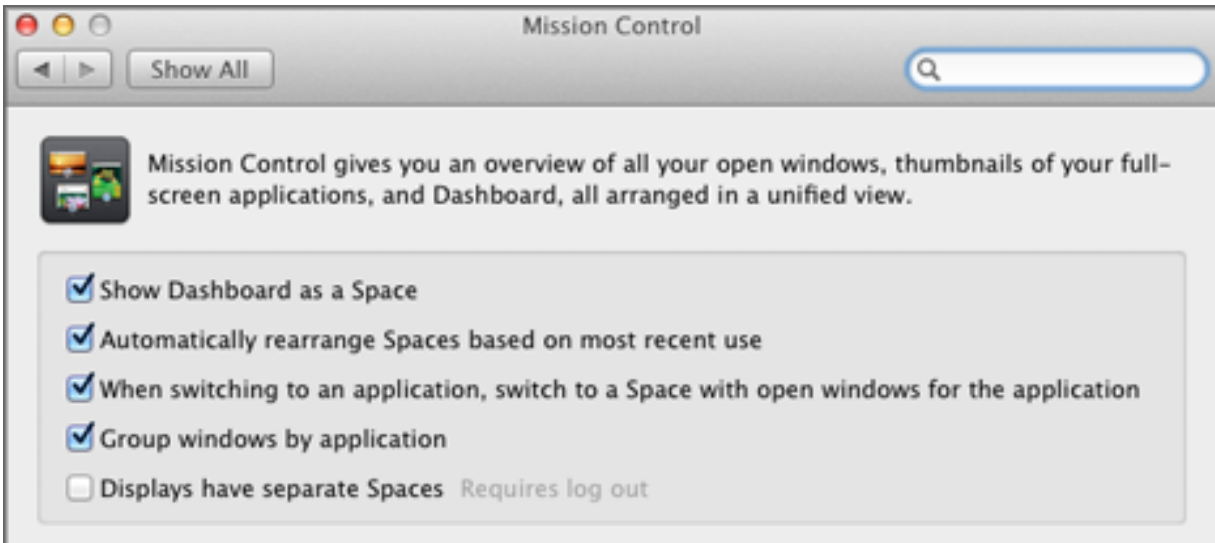 Mission Control
Show All
Mission Control gives you an overview of all your open windows, thumbnails of your full-
screen applications, and Dashboard, all arranged in a unified view.
Show Dashboard as a Space
Automatically rearrange Spaces based on most recent use
When switching to an application, switch to a Space with open windows for the application
Group windows by application
Displays have separate Spaces Requires log out